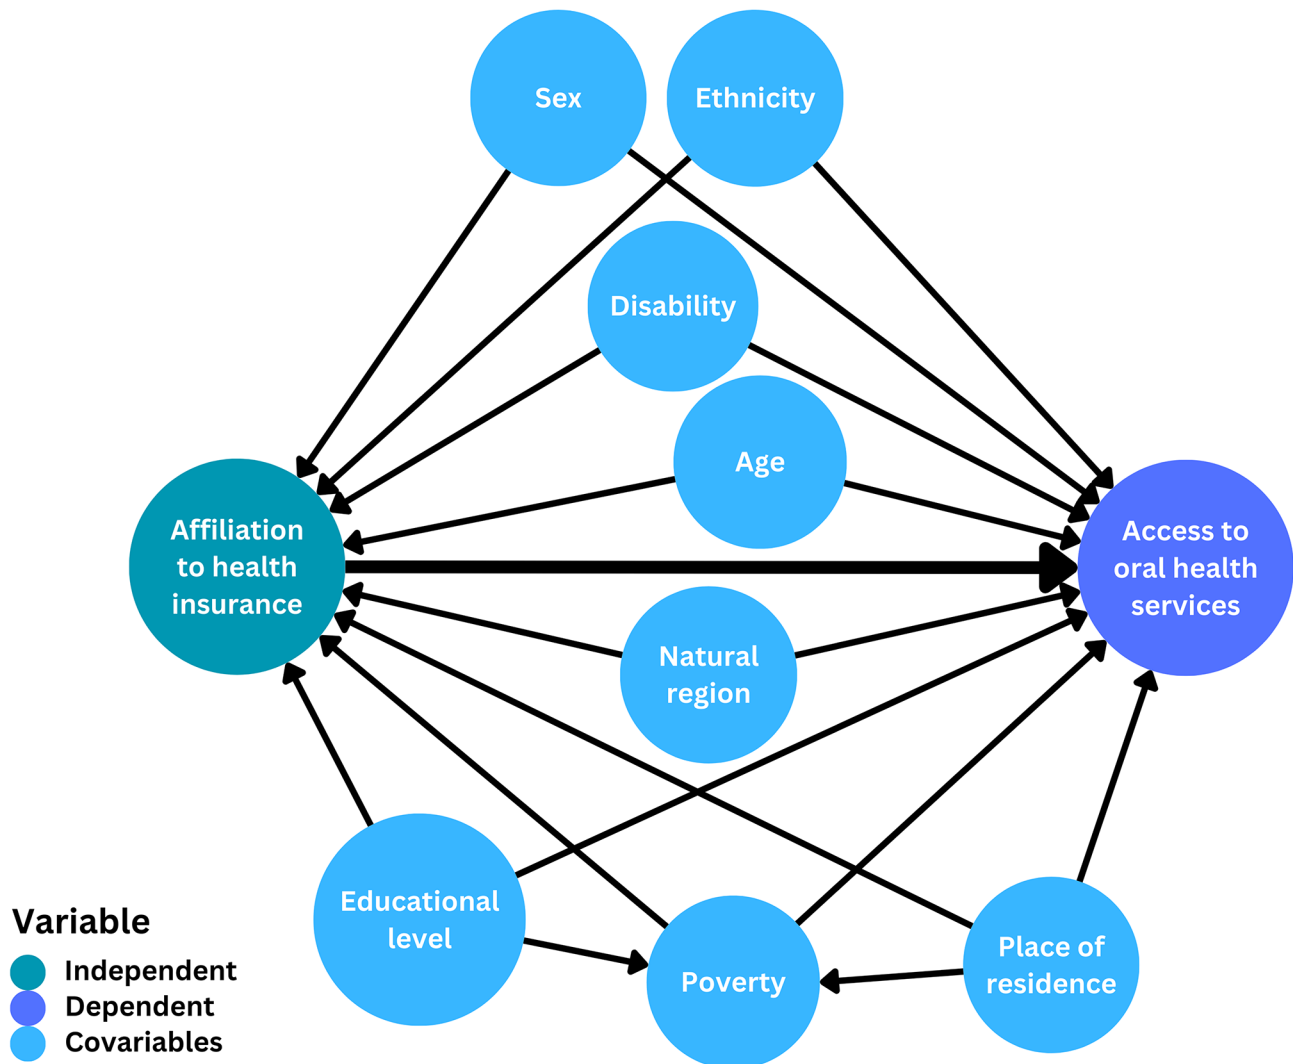 Sex
Ethnicity
Disability
Age
Affiliation
to health
insurance
Access to
oral health
services
Natural
region
Educational
level
Poverty
Place of
residence
Variable
Independent
Dependent
Covariables